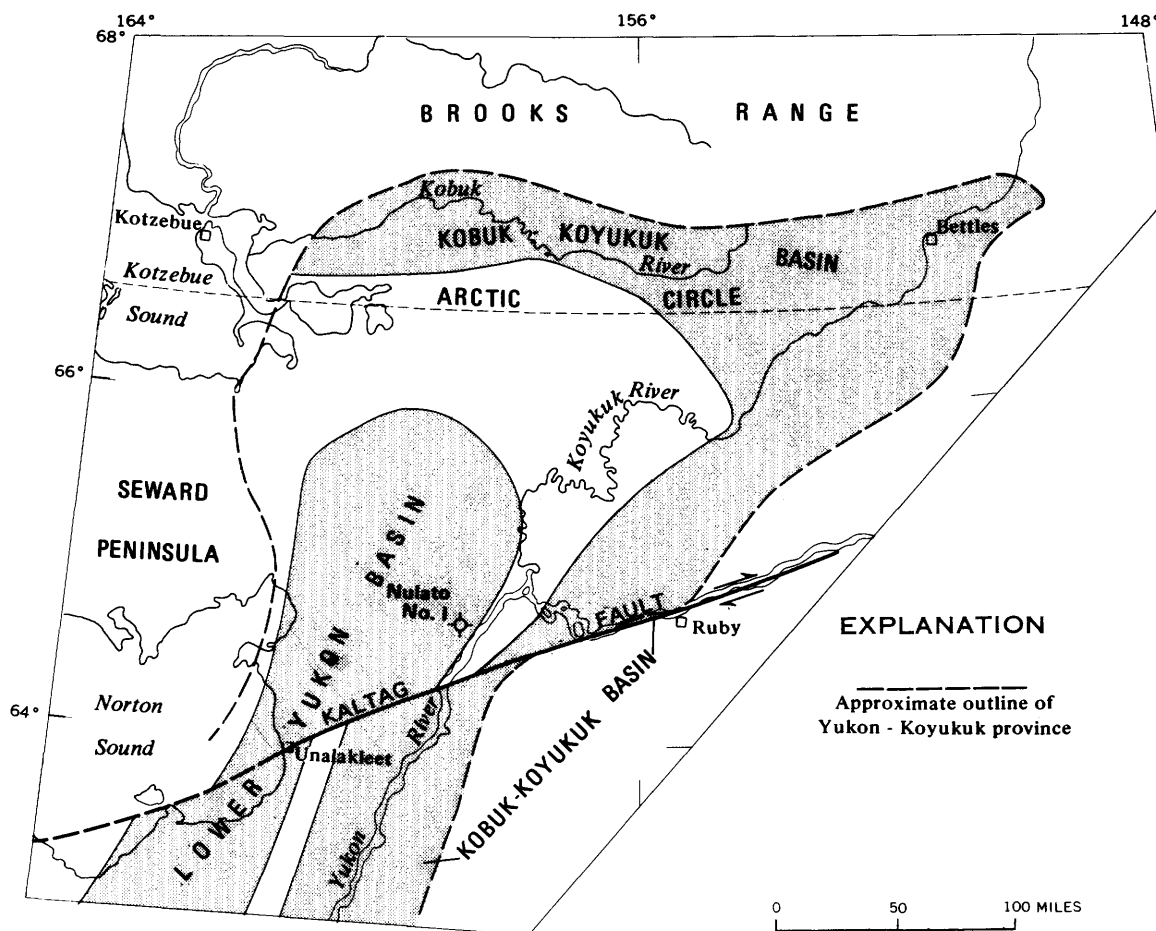 164°
156°
148°
68°
BROOKS RANGE
Kobuk
Kotzebue
KOBUK KOYUKUK BASIN
Bettles
River
Kotzebue
Sound
ARCTIC CIRCLE
66°
Koyukuk River
SEWARD
PENINSULA
LOWER YUKON BASIN
Nulato
No. 1
KALTAG FAULT
Ruby
EXPLANATION
Approximate outline of
Yukon - Koyukuk province
64°
Norton
Sound
Unalakleet
Yukon River
KOBUK-KOYUKUK BASIN
0 50 100 MILES